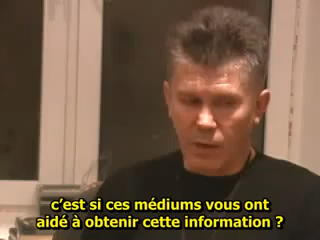 c'est si ces médiums vous ont
aidé à obtenir cette information ?